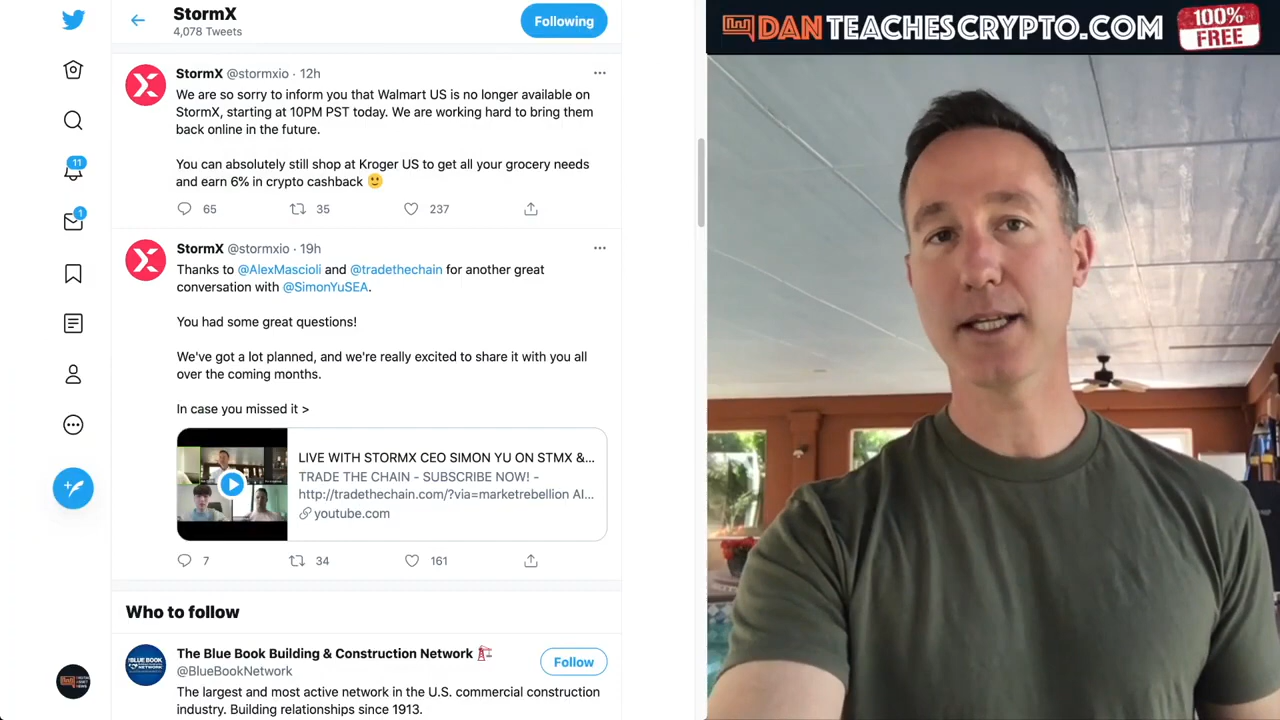 StormX
4,078 Tweets
Following
11
1
StormX @stormxio · 12h
We are so sorry to inform you that Walmart US is no longer available on
StormX, starting at 10PM PST today. We are working hard to bring them
back online in the future.
You can absolutely still shop at Kroger US to get all your grocery needs
and earn 6% in crypto cashback 🙂
65 35 237
StormX @stormxio · 19h
Thanks to @AlexMascioli and @tradethechain for another great
conversation with @SimonYuSEA.
You had some great questions!
We've got a lot planned, and we're really excited to share it with you all
over the coming months.
In case you missed it >
LIVE WITH STORMX CEO SIMON YU ON STMX &...
TRADE THE CHAIN - SUBSCRIBE NOW! -
http://tradethechain.com/?via=marketrebellion AI...
youtube.com
7 34 161
Who to follow
The Blue Book Building & Construction Network 🏗
@BlueBookNetwork
Follow
The largest and most active network in the U.S. commercial construction
industry. Building relationships since 1913.
DANTEACHESCRYPTO.COM
100%
FREE